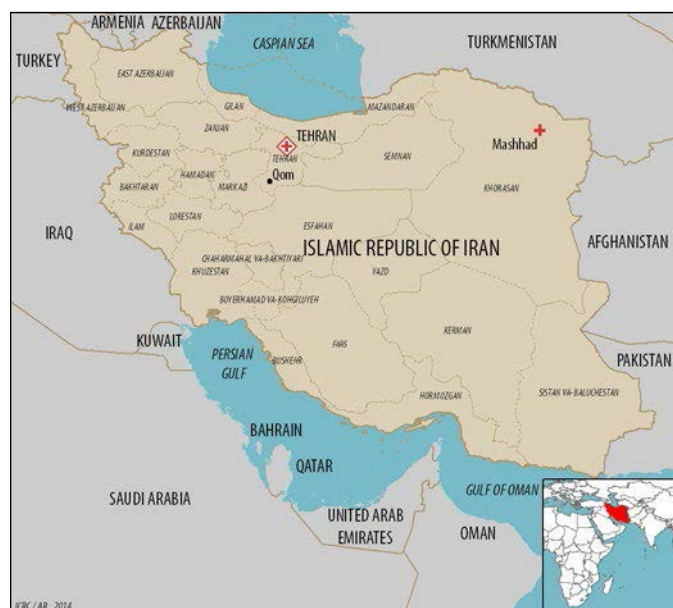 ARMENIA AZERBAIJAN
CASPIAN SEA
TURKMENISTAN
TURKEY
EAST AZERBAIJAN
WEST AZERBAIJAN
GILAN
MAZANDARAN
ZANJAN
TEHRAN
Mashhad
KURDESTAN
TEHRAN
SEMNAN
HAMADAN
Qom
BAKHTARAN
MARKAZI
KHORASAN
LORESTAN
IRAQ
ILAM
ESFAHAN
AFGHANISTAN
ISLAMIC REPUBLIC OF IRAN
CHAHARMAHAL VA-BAKHTIYARI
KHUZESTAN
YAZD
BOYERHAMAD VA-KOHGILUYEH
KUWAIT
KERMAN
FARS
PERSIAN
GULF
BUSHEHR
PAKISTAN
HORMOZGAN
SISTAN VA-BALUCHESTAN
BAHRAIN
QATAR
GULF OF OMAN
SAUDI ARABIA
UNITED ARAB
EMIRATES
OMAN
ICRC / AR_2014